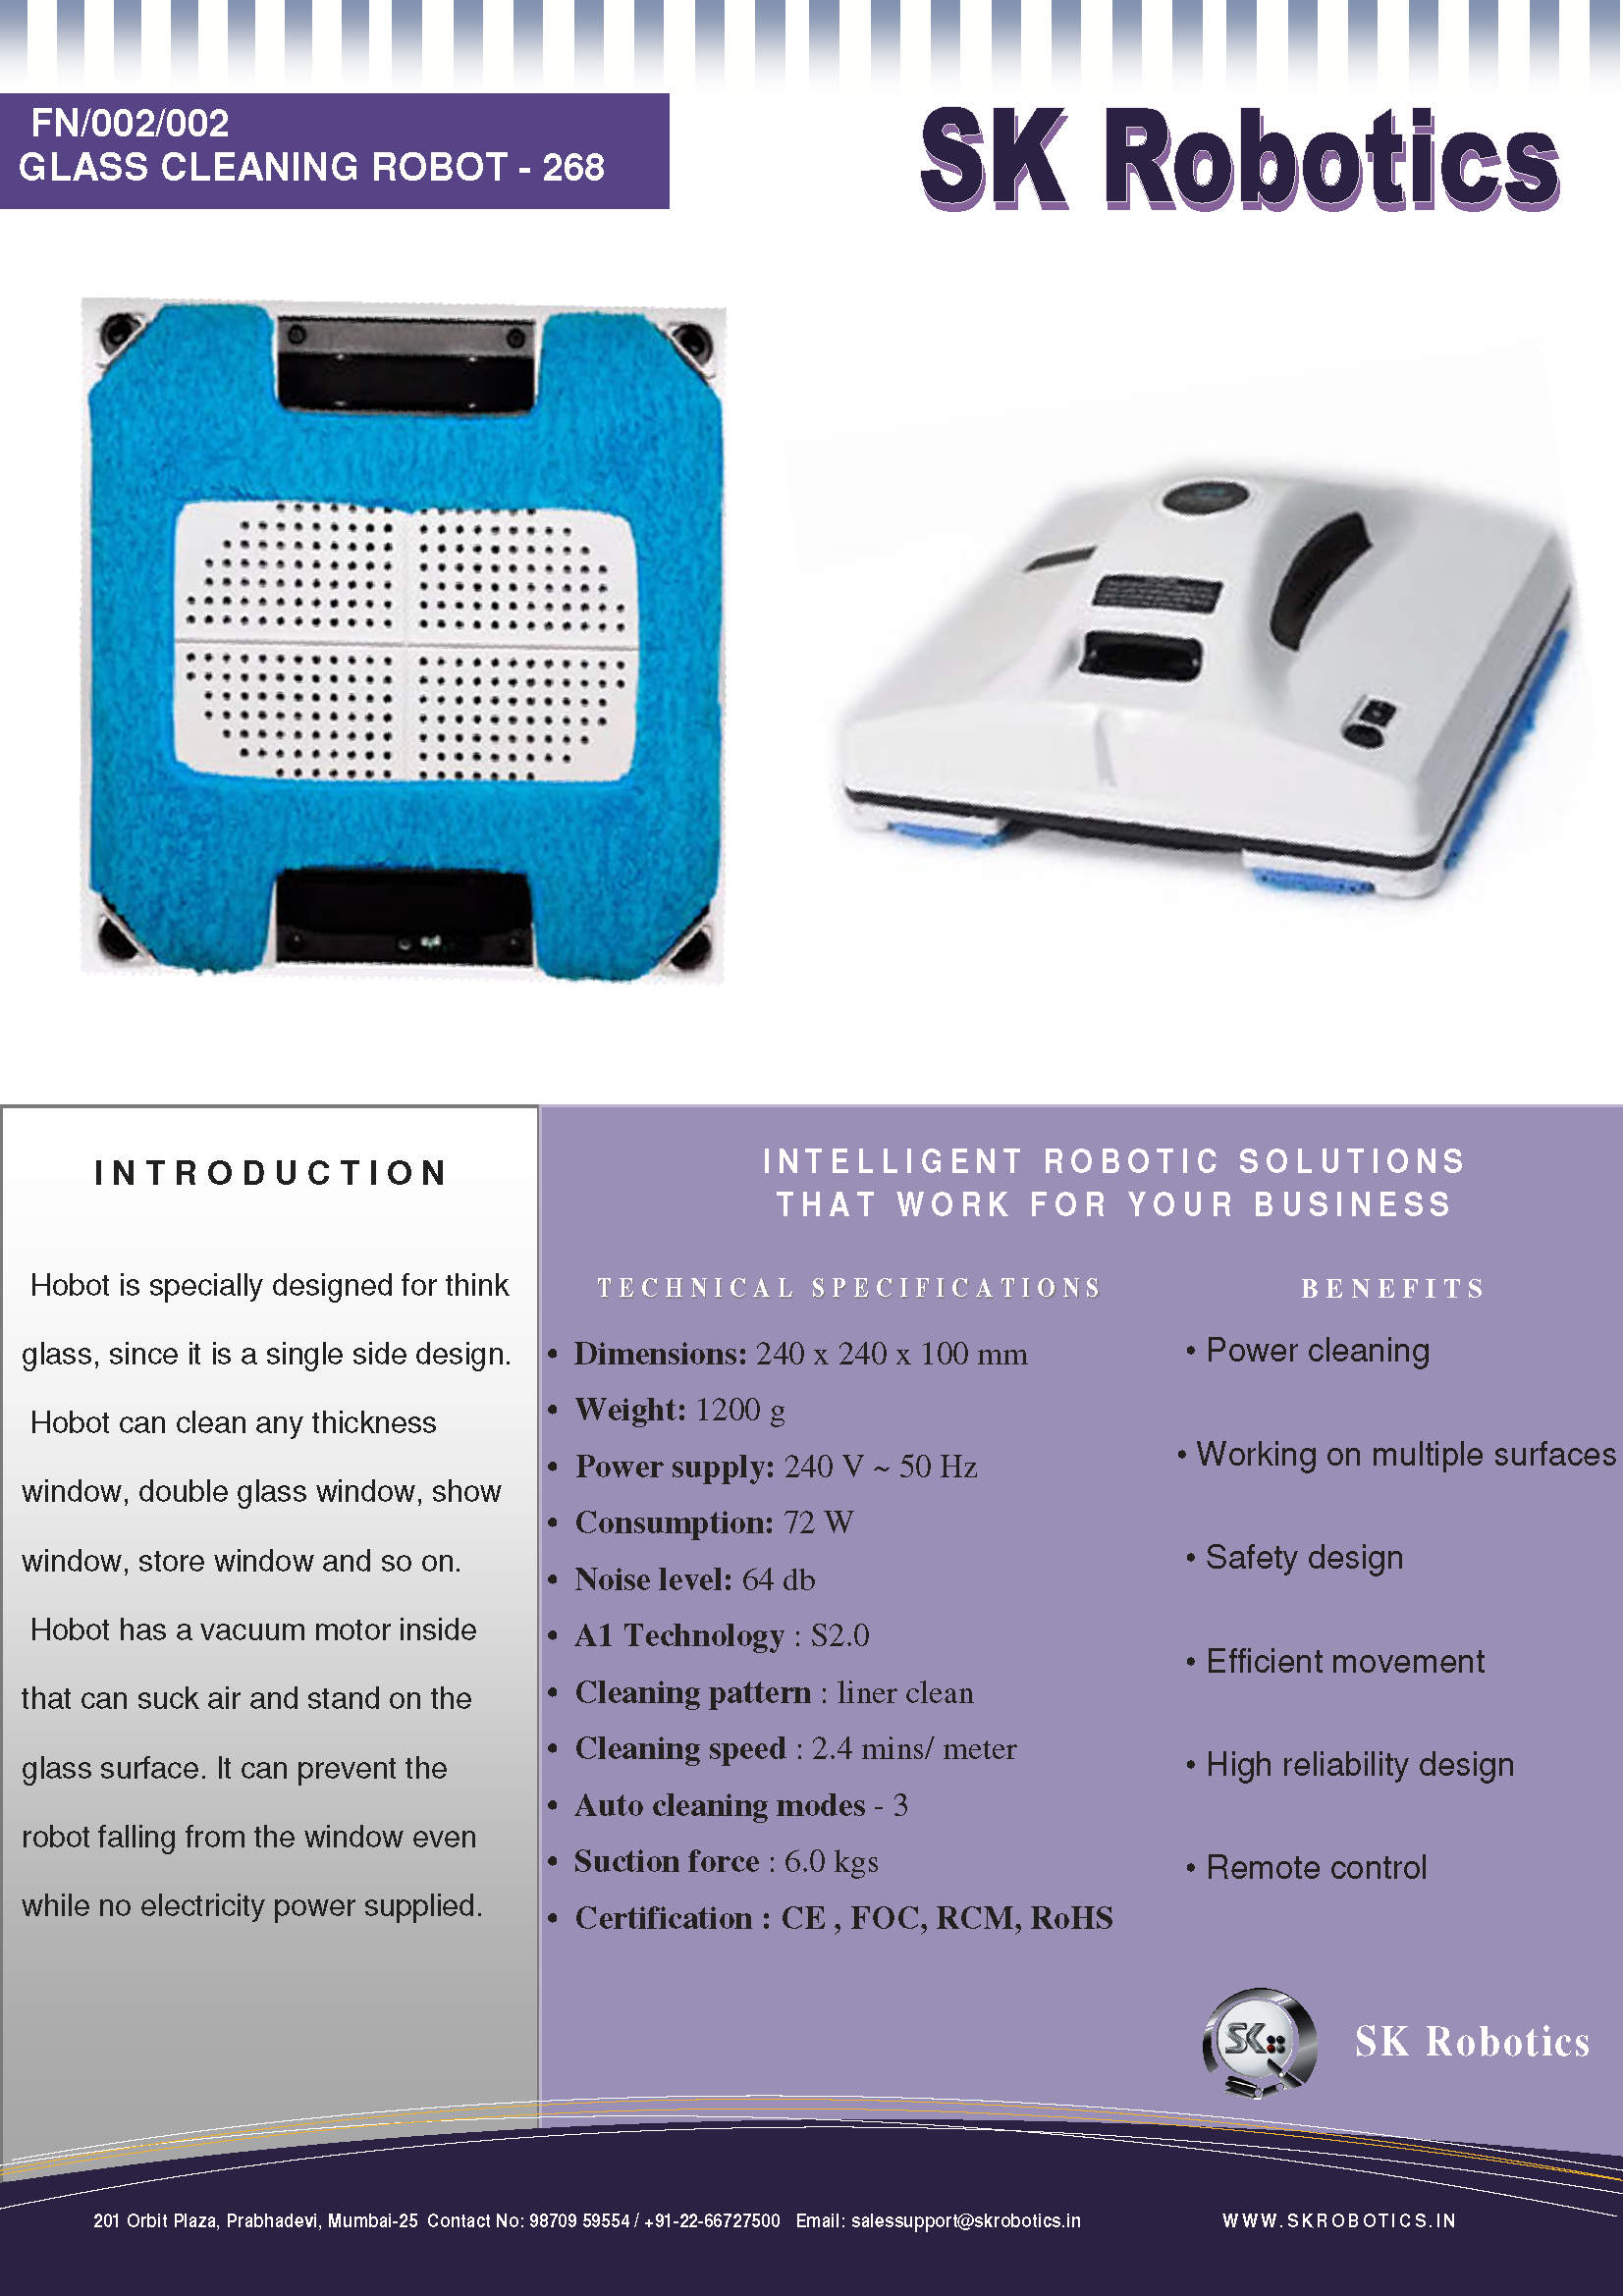 FN/002/002
GLASS CLEANING ROBOT - 268
SK Robotics
INTRODUCTION
Hobot is specially designed for think
glass, since it is a single side design.
Hobot can clean any thickness
window, double glass window, show
window, store window and so on.
Hobot has a vacuum motor inside
that can suck air and stand on the
glass surface. It can prevent the
robot falling from the window even
while no electricity power supplied.
INTELLIGENT ROBOTIC SOLUTIONS
THAT WORK FOR YOUR BUSINESS
TECHNICAL SPECIFICATIONS
• Dimensions: 240 x 240 x 100 mm
• Weight: 1200 g
• Power supply: 240 V ~ 50 Hz
• Consumption: 72 W
• Noise level: 64 db
• A1 Technology : S2.0
• Cleaning pattern : liner clean
• Cleaning speed : 2.4 mins/ meter
• Auto cleaning modes - 3
• Suction force : 6.0 kgs
• Certification : CE , FOC, RCM, RoHS
BENEFITS
• Power cleaning
• Working on multiple surfaces
• Safety design
• Efficient movement
• High reliability design
• Remote control
SK
SK Robotics
201 Orbit Plaza, Prabhadevi, Mumbai-25 Contact No: 98709 59554 / +91-22-66727500 Email: salessupport@skrobotics.in
WWW.SKROBOTICS.IN